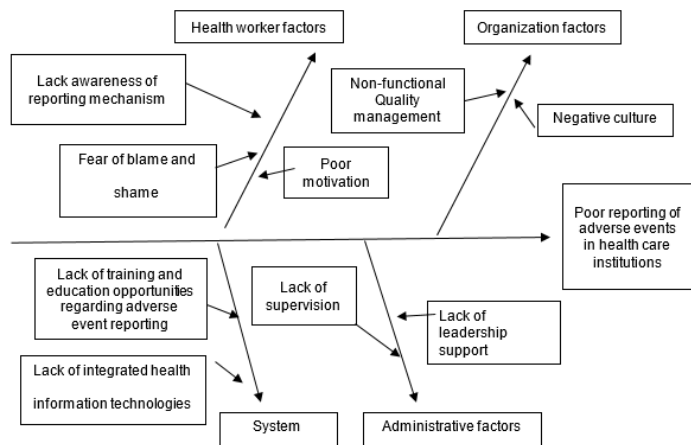 Health worker factors
Organization factors
Lack awareness of
reporting mechanism
Non-functional
Quality
management
Negative culture
Fear of blame and
shame
Poor
motivation
Poor reporting of
adverse events
in health care
institutions
Lack of training and
education opportunities
regarding adverse
event reporting
Lack of
supervision
Lack of
leadership
support
Lack of integrated health
information technologies
System
Administrative factors